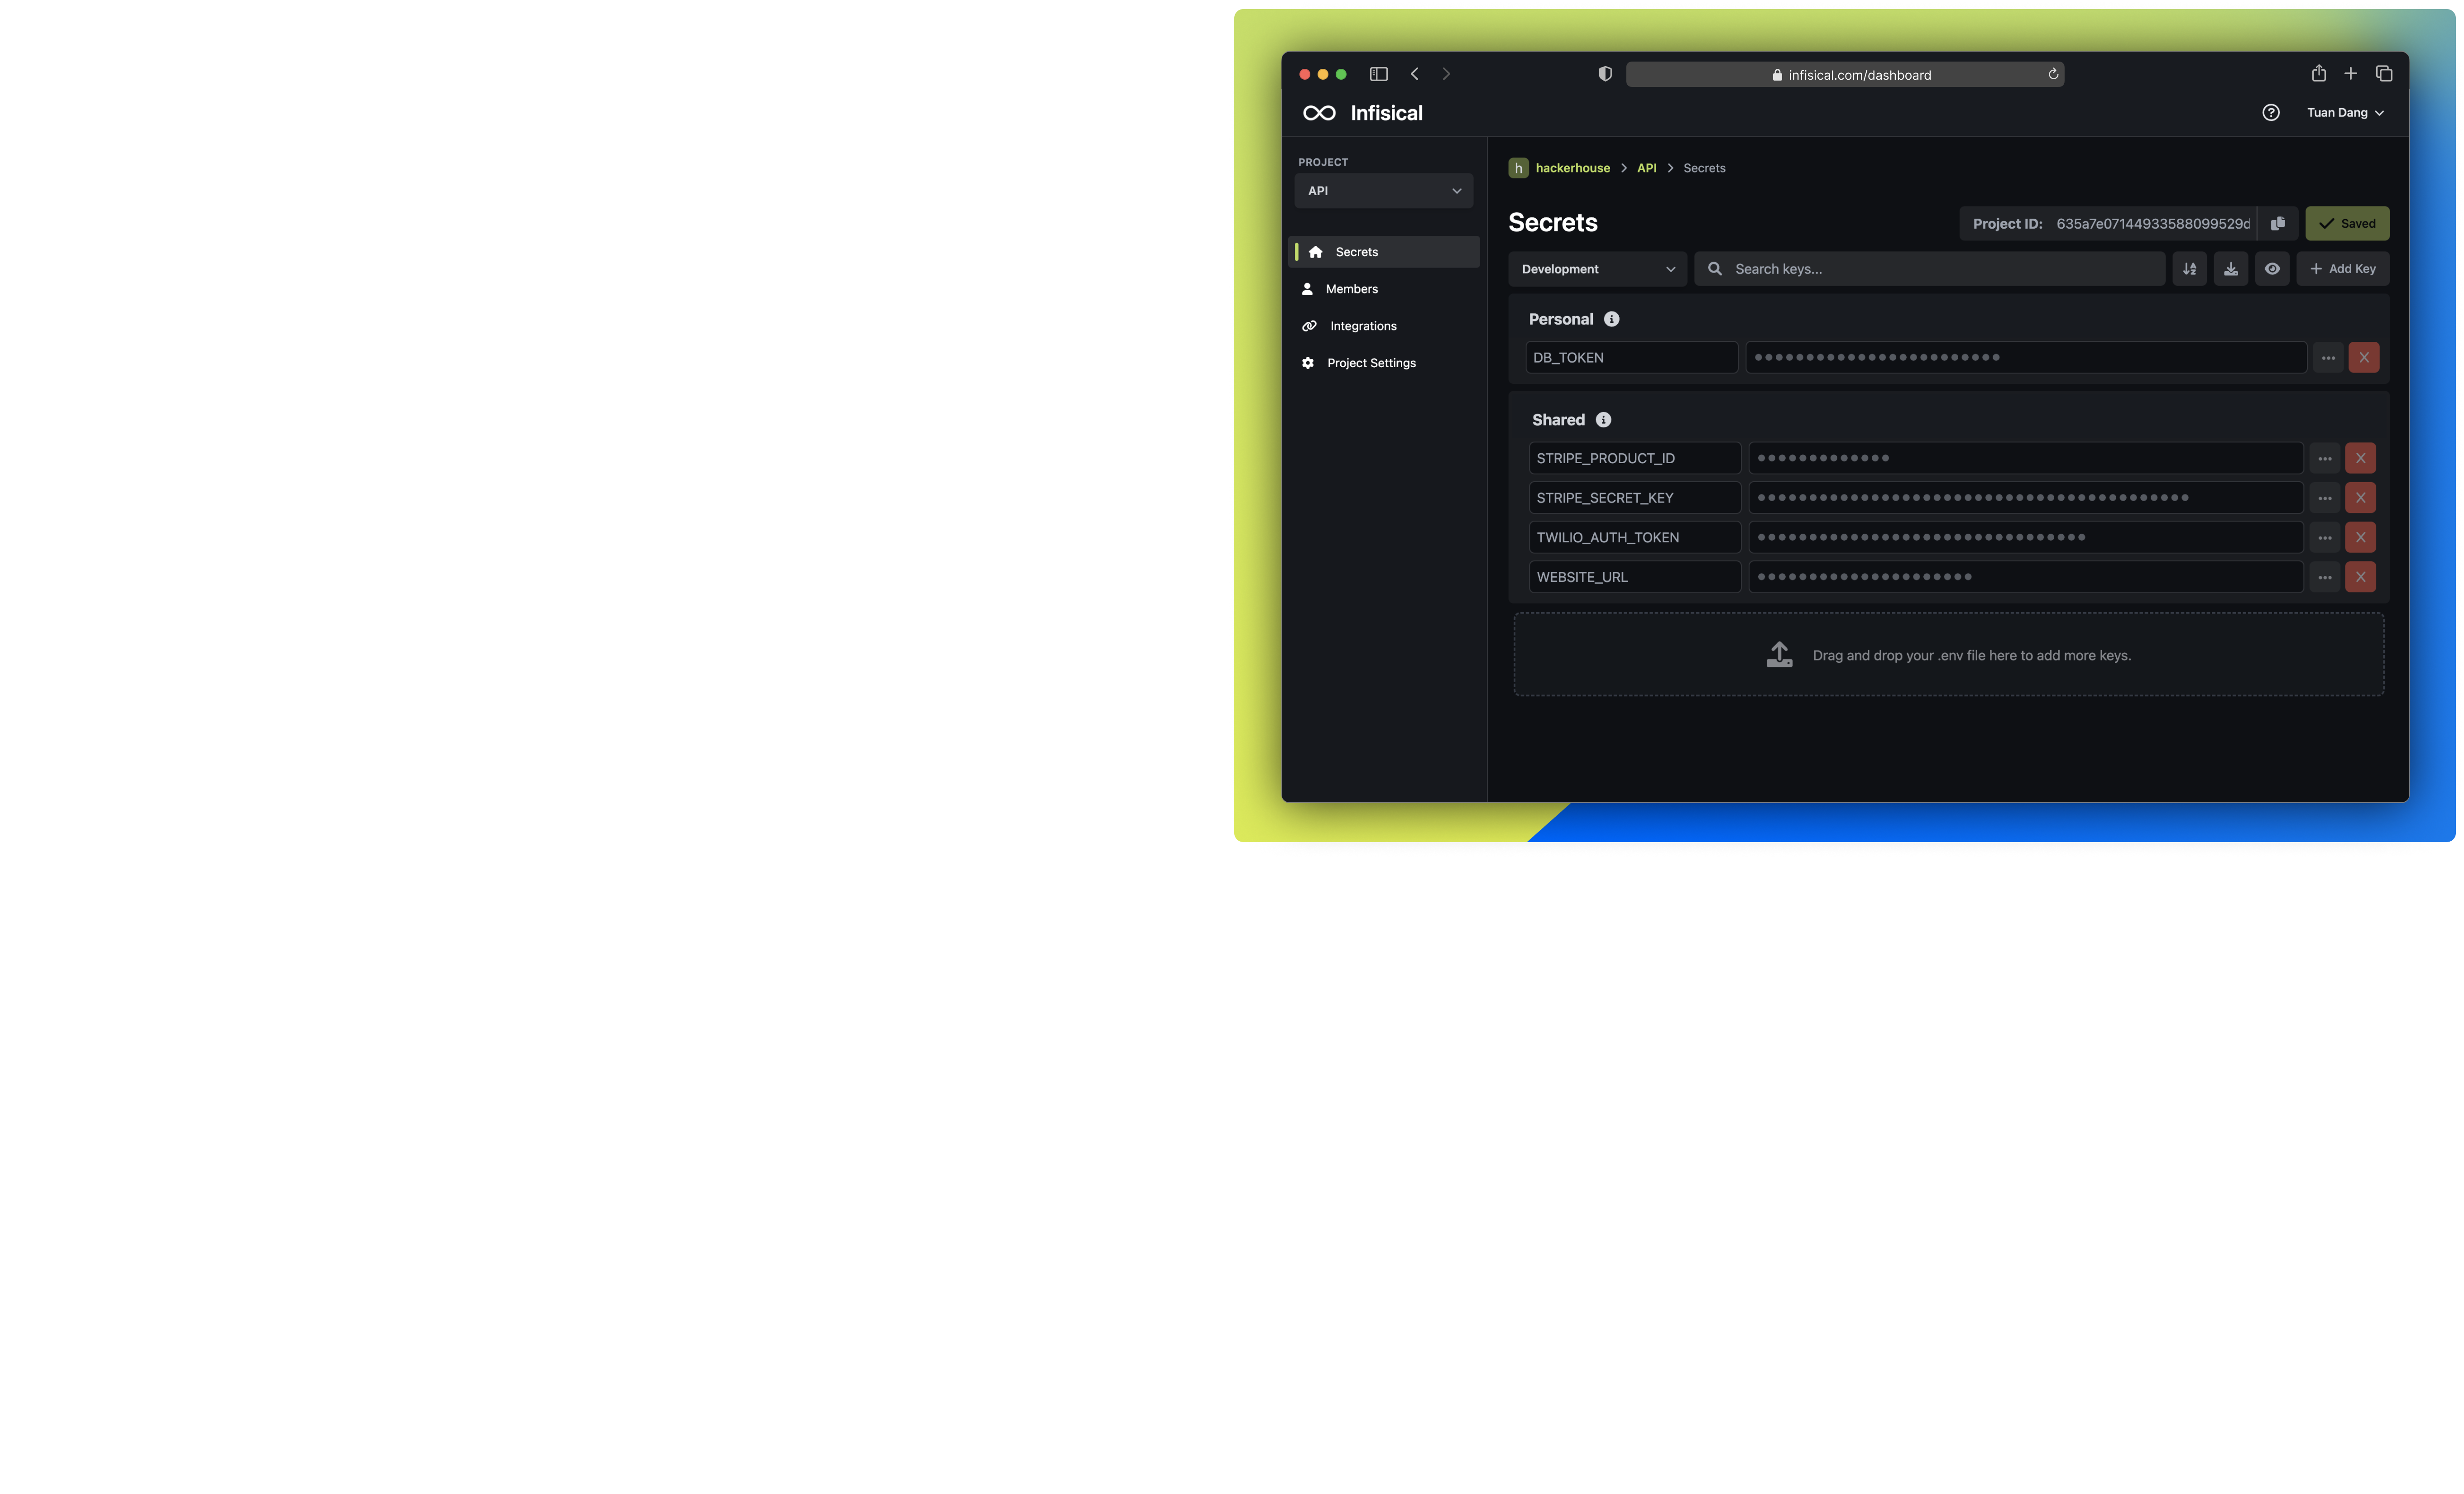 infisical.com/dashboard
Infisical
Tuan Dang
PROJECT
API
Secrets
Members
Integrations
Project Settings
h hackerhouse > API > Secrets
Secrets
Project ID: 635a7e07144933588099529d
Saved
Development
Search keys...
+ Add Key
Personal
DB_TOKEN
X
Shared
STRIPE_PRODUCT_ID
X
STRIPE_SECRET_KEY
X
TWILIO_AUTH_TOKEN
X
WEBSITE_URL
X
Drag and drop your .env file here to add more keys.